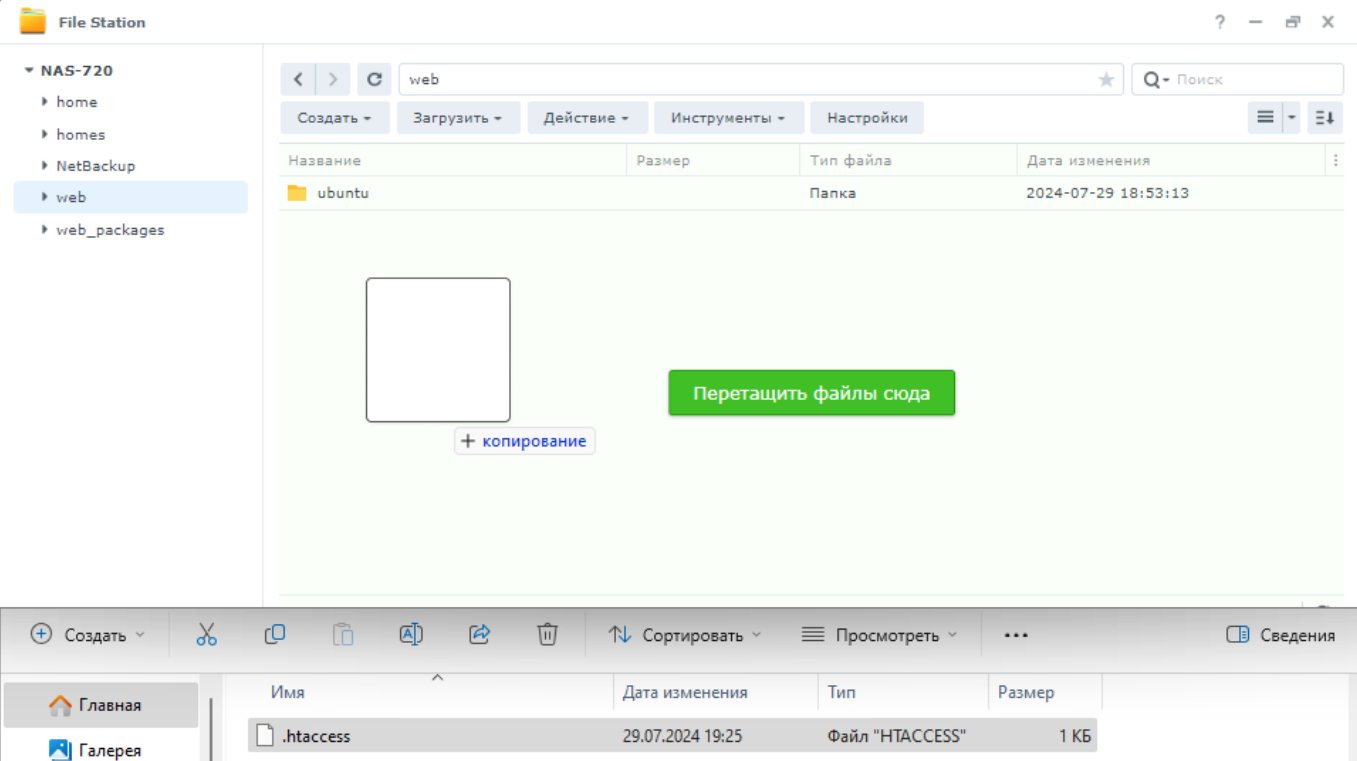 File Station
NAS-720
home
homes
NetBackup
web
web_packages
web
Поиск
Создать Загрузить Действие Инструменты Настройки
Название Размер Тип файла Дата изменения
ubuntu Папка 2024-07-29 18:53:13
Перетащить файлы сюда
+ копирование
Создать Сортировать Просмотреть ••• Сведения
Главная
Галерея
Имя Дата изменения Тип Размер
.htaccess 29.07.2024 19:25 Файл "HTACCESS" 1 КБ